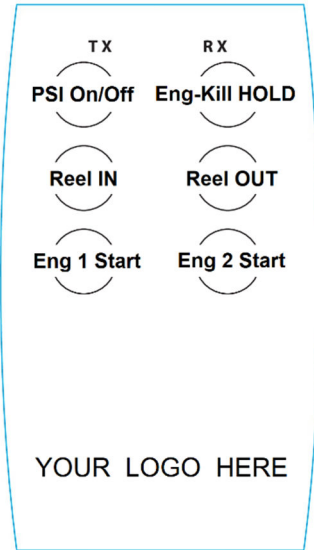 TX RX
PSI On/Off Eng-Kill HOLD
Reel IN Reel OUT
Eng 1 Start Eng 2 Start
YOUR LOGO HERE